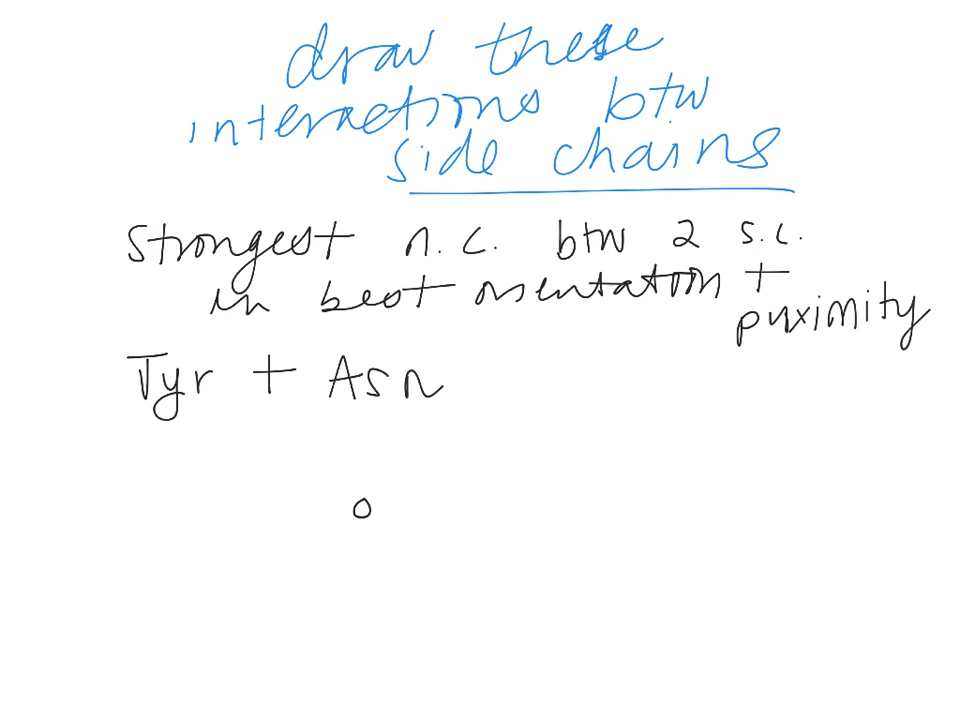 draw these
interactions btw
side chains
Strongest n.c. btw 2 s.c.
in best orientation +
proximity
Tyr + Asn
o